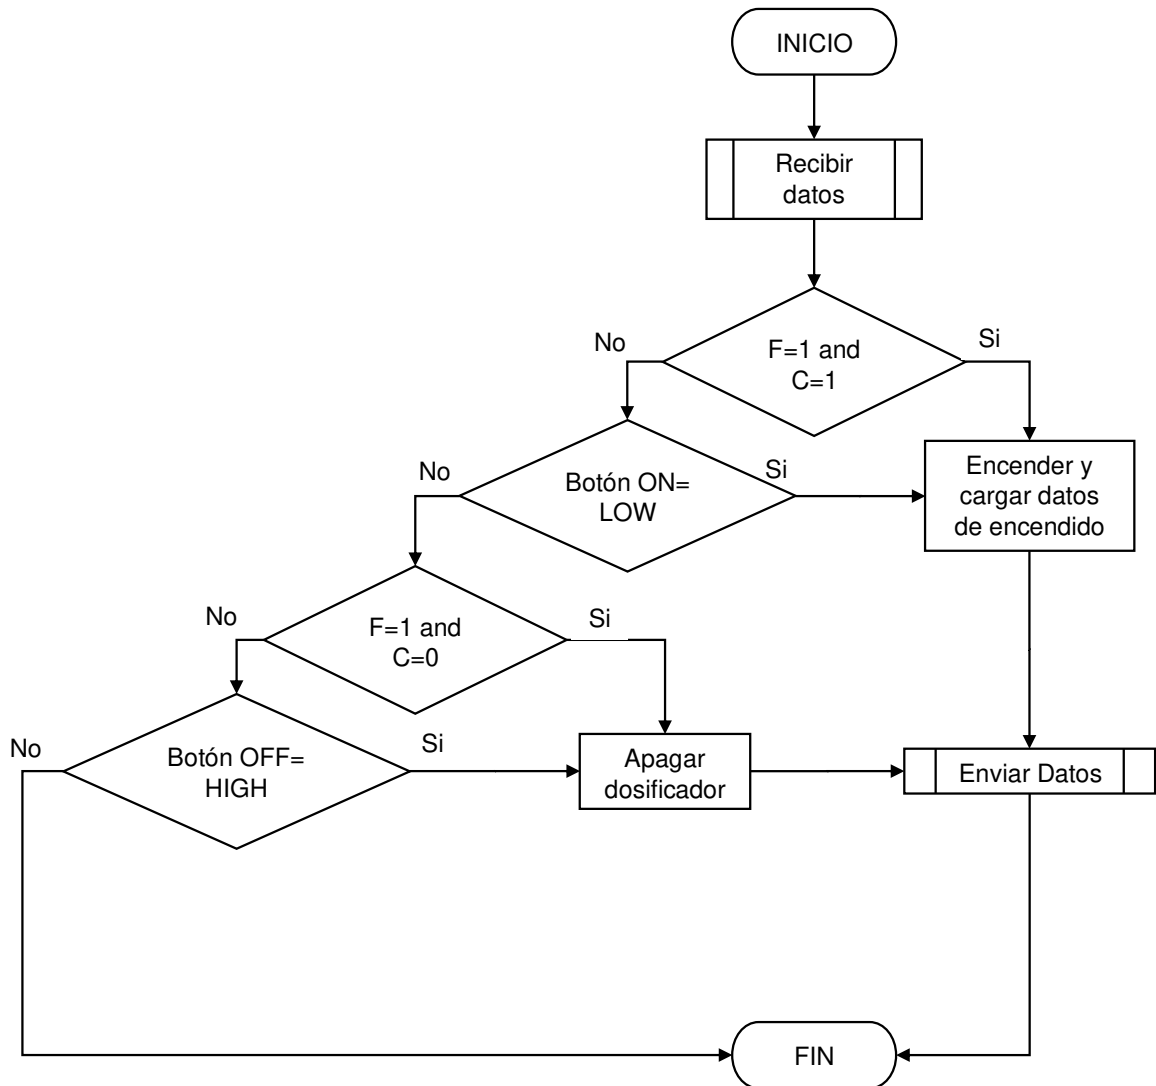 INICIO
Recibir
datos
No
Si
F=1 and
C=1
No
Si
Botón ON=
LOW
Encender y
cargar datos
de encendido
No
Si
F=1 and
C=0
No
Si
Botón OFF=
HIGH
Apagar
dosificador
Enviar Datos
FIN